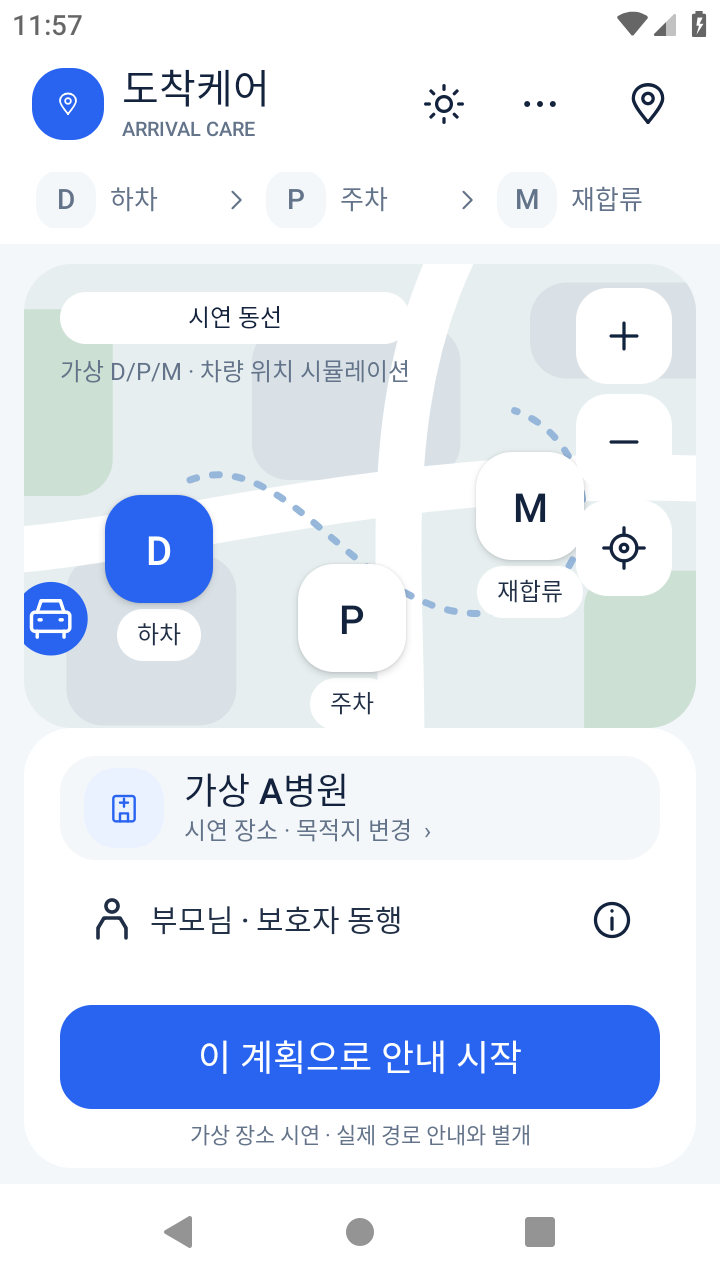 11:57
도착케어
ARRIVAL CARE
D 하차 > P 주차 > M 재합류
시연 동선
가상 D/P/M · 차량 위치 시뮬레이션
M
재합류
D
하차
P
주차
가상 A병원
시연 장소 · 목적지 변경 ›
부모님 · 보호자 동행
이 계획으로 안내 시작
가상 장소 시연 · 실제 경로 안내와 별개